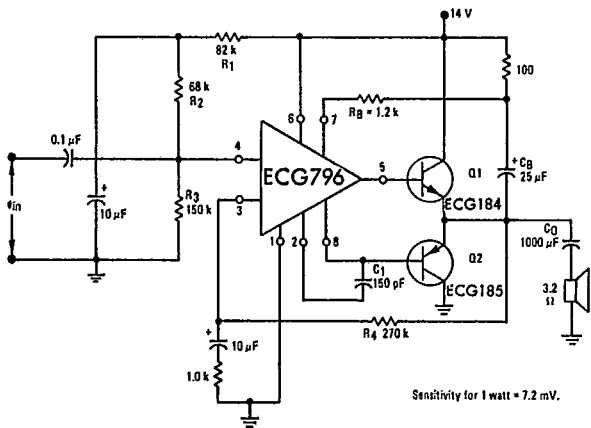 14 V
82 k
R1
100
68 k
R2
6
7
RB = 1.2 k
0.1 µF
4
ECG796
5
Q1
+ CB
25 µF
ein
+
10 µF
R3
150 k
3
ECG184
1
2
8
Q2
CO
1000 µF
C1
150 pF
ECG185
3.2
Ω
+
10 µF
R4 270 k
1.0 k
Sensitivity for 1 watt = 7.2 mV.